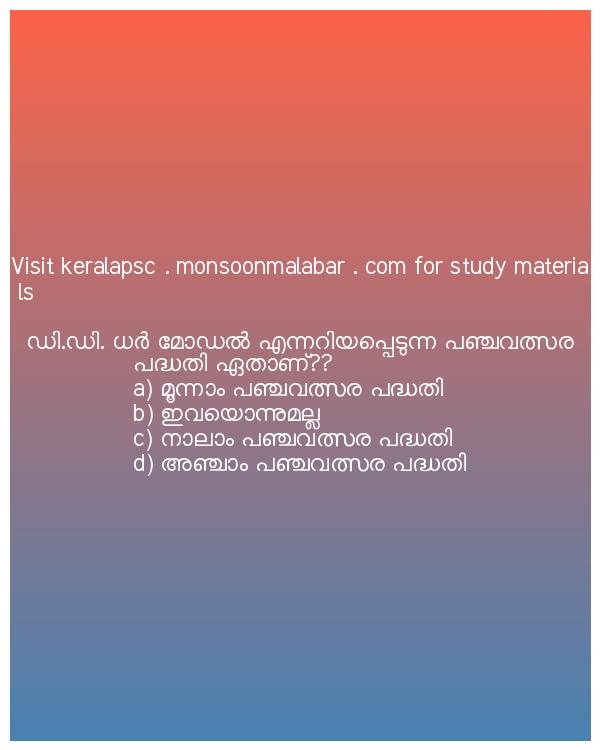 Visit keralapsc . monsoonmalabar . com for study materia
ls
ഡി.ഡി. ധർ മോഡൽ എന്നറിയപ്പെടുന്ന പഞ്ചവത്സര
പദ്ധതി ഏതാണ്??
a) മൂന്നാം പഞ്ചവത്സര പദ്ധതി
b) ഇവയൊന്നുമല്ല
c) നാലാം പഞ്ചവത്സര പദ്ധതി
d) അഞ്ചാം പഞ്ചവത്സര പദ്ധതി